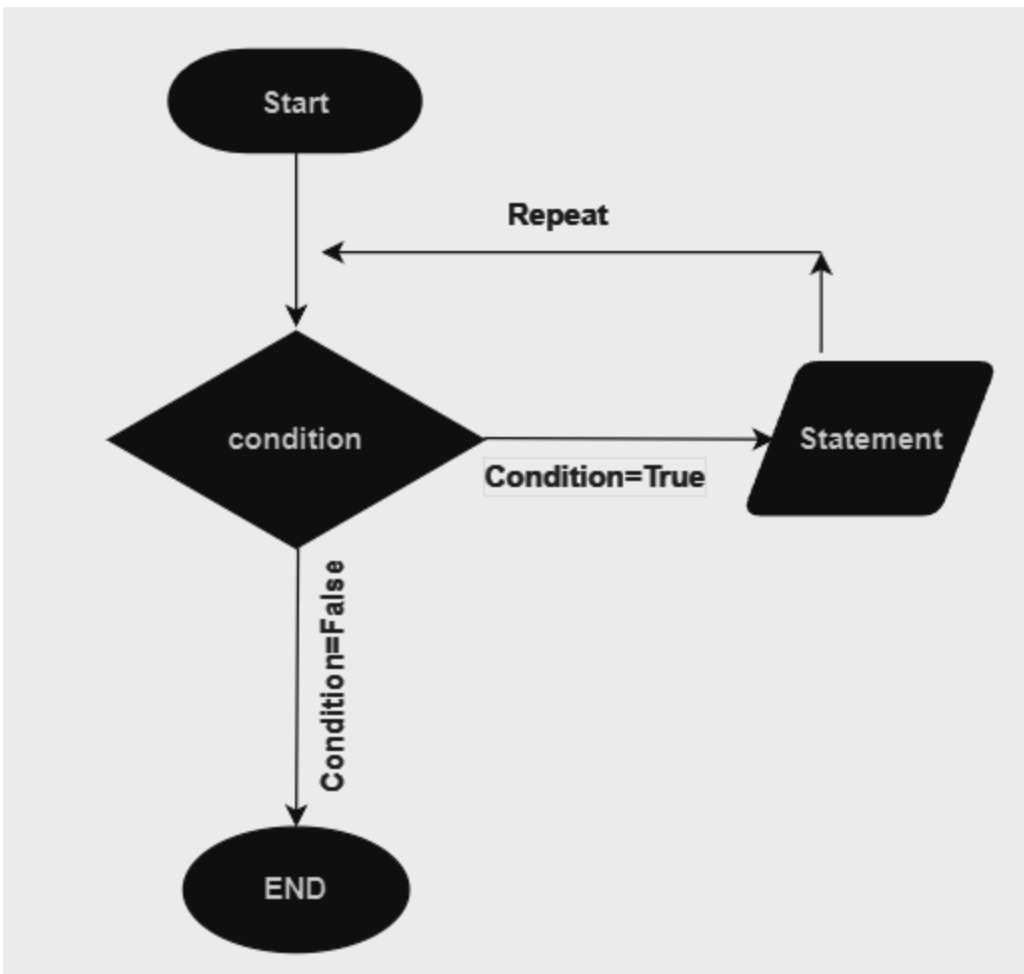 Start
Repeat
condition
Condition=True
Statement
Condition=False
END